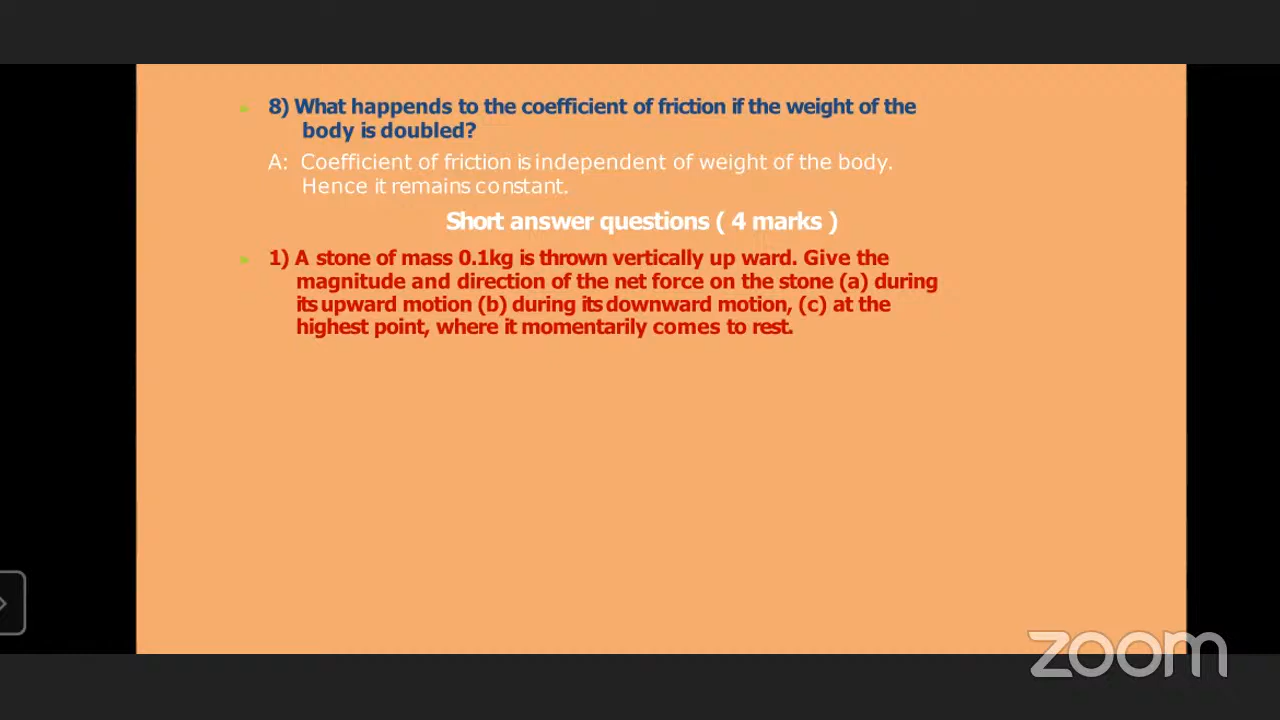 8) What happends to the coefficient of friction if the weight of the
body is doubled?
A: Coefficient of friction is independent of weight of the body.
Hence it remains constant.
Short answer questions ( 4 marks )
1) A stone of mass 0.1kg is thrown vertically up ward. Give the
magnitude and direction of the net force on the stone (a) during
its upward motion (b) during its downward motion, (c) at the
highest point, where it momentarily comes to rest.
zoom